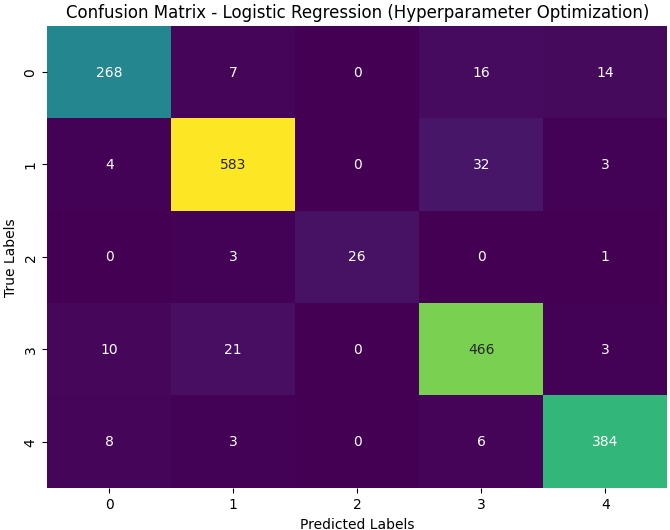 Confusion Matrix - Logistic Regression (Hyperparameter Optimization)
0 268 7 0 16 14
1 4 583 0 32 3
2 0 3 26 0 1
3 10 21 0 466 3
4 8 3 0 6 384
0 1 2 3 4
True Labels
Predicted Labels